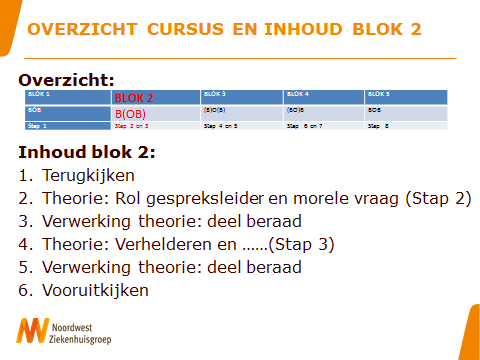 OVERZICHT CURSUS EN INHOUD BLOK 2
Overzicht:
BLOK 1 BLOK 2 BLOK 3 BLOK 4 BLOK 5
BOB B(OB) (B)O(B) (BO)B BOB
Stap 1 Stap 2 en 3 Stap 4 en 5 Stap 6 en 7 Stap 8
Inhoud blok 2:
1. Terugkijken
2. Theorie: Rol gespreksleider en morele vraag (Stap 2)
3. Verwerking theorie: deel beraad
4. Theorie: Verhelderen en ......(Stap 3)
5. Verwerking theorie: deel beraad
6. Vooruitkijken
Noordwest
Ziekenhuisgroep